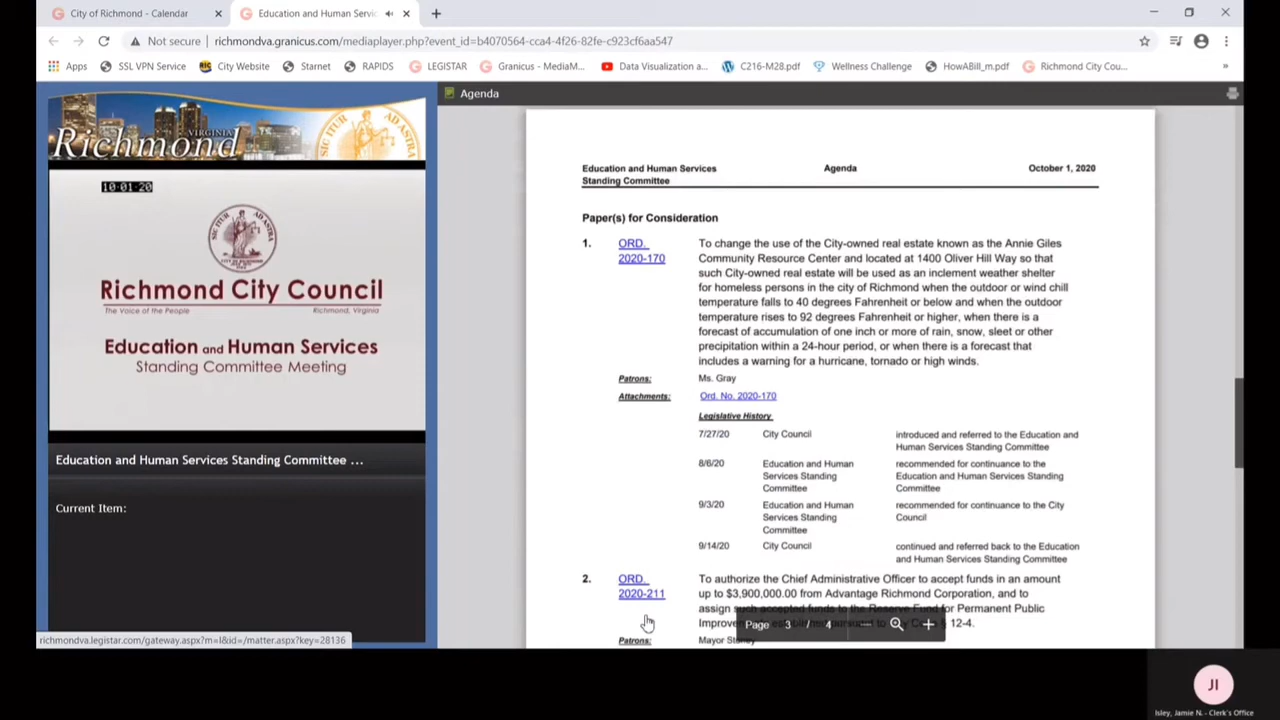 City of Richmond - Calendar
Education and Human Servic
Not secure
richmondva.granicus.com/mediaplayer.php?event_id=b4070564-cca4-4f26-82fe-c923cf6aa547
Apps
SSL VPN Service
City Website
Starnet
RAPIDS
LEGISTAR
Granicus - MediaM...
Data Visualization a...
C216-M28.pdf
Wellness Challenge
HowABill_m.pdf
Richmond City Cou...
»
Agenda
VIRGINIA
Richmond
SIC ITUR AD ASTRA
10-01-20
Richmond City Council
The Voice of the People
Richmond, Virginia
Education and Human Services
Standing Committee Meeting
Education and Human Services Standing Committee ...
Current Item:
richmondva.legistar.com/gateway.aspx?m=l&id=/matter.aspx?key=28136
Education and Human Services Agenda October 1, 2020
Standing Committee
Paper(s) for Consideration
1. ORD. To change the use of the City-owned real estate known as the Annie Giles
2020-170 Community Resource Center and located at 1400 Oliver Hill Way so that
such City-owned real estate will be used as an inclement weather shelter
for homeless persons in the city of Richmond when the outdoor or wind chill
temperature falls to 40 degrees Fahrenheit or below and when the outdoor
temperature rises to 92 degrees Fahrenheit or higher, when there is a
forecast of accumulation of one inch or more of rain, snow, sleet or other
precipitation within a 24-hour period, or when there is a forecast that
includes a warning for a hurricane, tornado or high winds.
Patrons: Ms. Gray
Attachments: Ord. No. 2020-170
Legislative History
7/27/20 City Council introduced and referred to the Education and
Human Services Standing Committee
8/6/20 Education and Human recommended for continuance to the
Services Standing Education and Human Services Standing
Committee Committee
9/3/20 Education and Human recommended for continuance to the City
Services Standing Council
Committee
9/14/20 City Council continued and referred back to the Education
and Human Services Standing Committee
2. ORD. To authorize the Chief Administrative Officer to accept funds in an amount
2020-211 up to $3,900,000.00 from Advantage Richmond Corporation, and to
assign such accepted funds to the Reserve Fund for Permanent Public
Improve 12-4.
Patrons: Mayor Stoney
Page 3 / 4
JI
Isley, Jamie N. - Clerk's Office